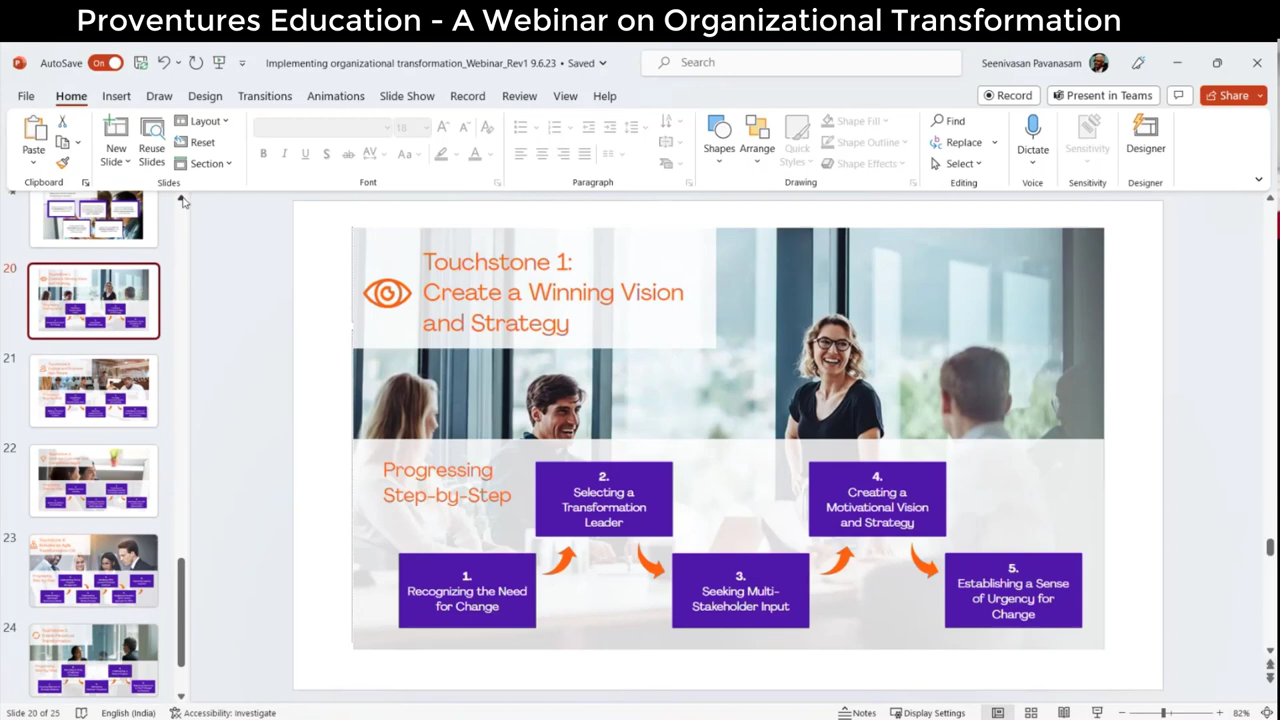 Proventures Education - A Webinar on Organizational Transformation
AutoSave On Implementing organizational transformation_Webinar_Rev1 9.6.23 • Saved Search Seenivasan Pavanasam
File Home Insert Draw Design Transitions Animations Slide Show Record Review View Help Record Present in Teams Share
Paste
Clipboard
New
Slide
Reuse
Slides
Layout
Reset
Section
Slides
18
B I U S ab AV Aa A
Font
Paragraph
Shapes
Arrange
Quick
Styles
Shape Fill
Shape Outline
Shape Effects
Drawing
Find
Replace
Select
Editing
Dictate
Voice
Sensitivity
Sensitivity
Designer
Designer
20
21
22
23
24
Touchstone 1:
Create a Winning Vision
and Strategy
Progressing
Step-by-Step
1.
Recognizing the Need
for Change
2.
Selecting a
Transformation
Leader
3.
Seeking Multi-
Stakeholder Input
4.
Creating a
Motivational Vision
and Strategy
5.
Establishing a Sense
of Urgency for
Change
Slide 20 of 25 English (India) Accessibility: Investigate Notes Display Settings 82%